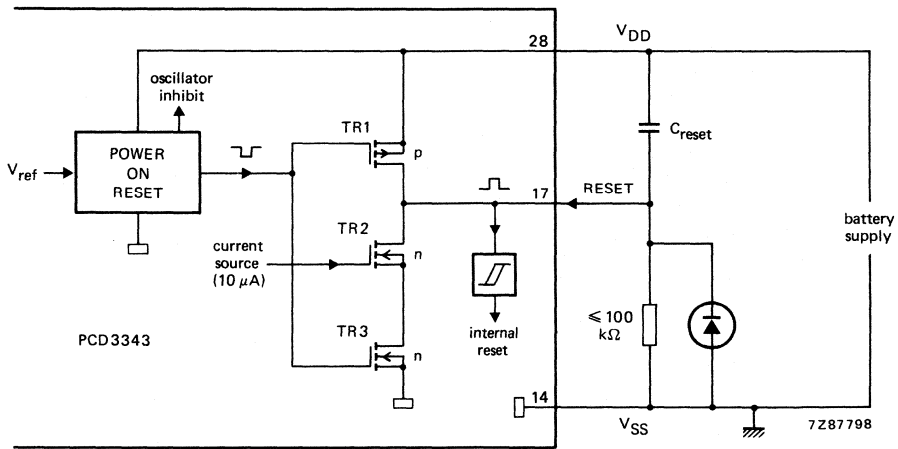 28
V_DD
oscillator
inhibit
TR1
p
C_reset
POWER
ON
RESET
V_ref
17
RESET
TR2
n
current
source
(10 μA)
battery
supply
internal
reset
≤ 100
kΩ
TR3
n
PCD3343
14
V_SS
7Z87798